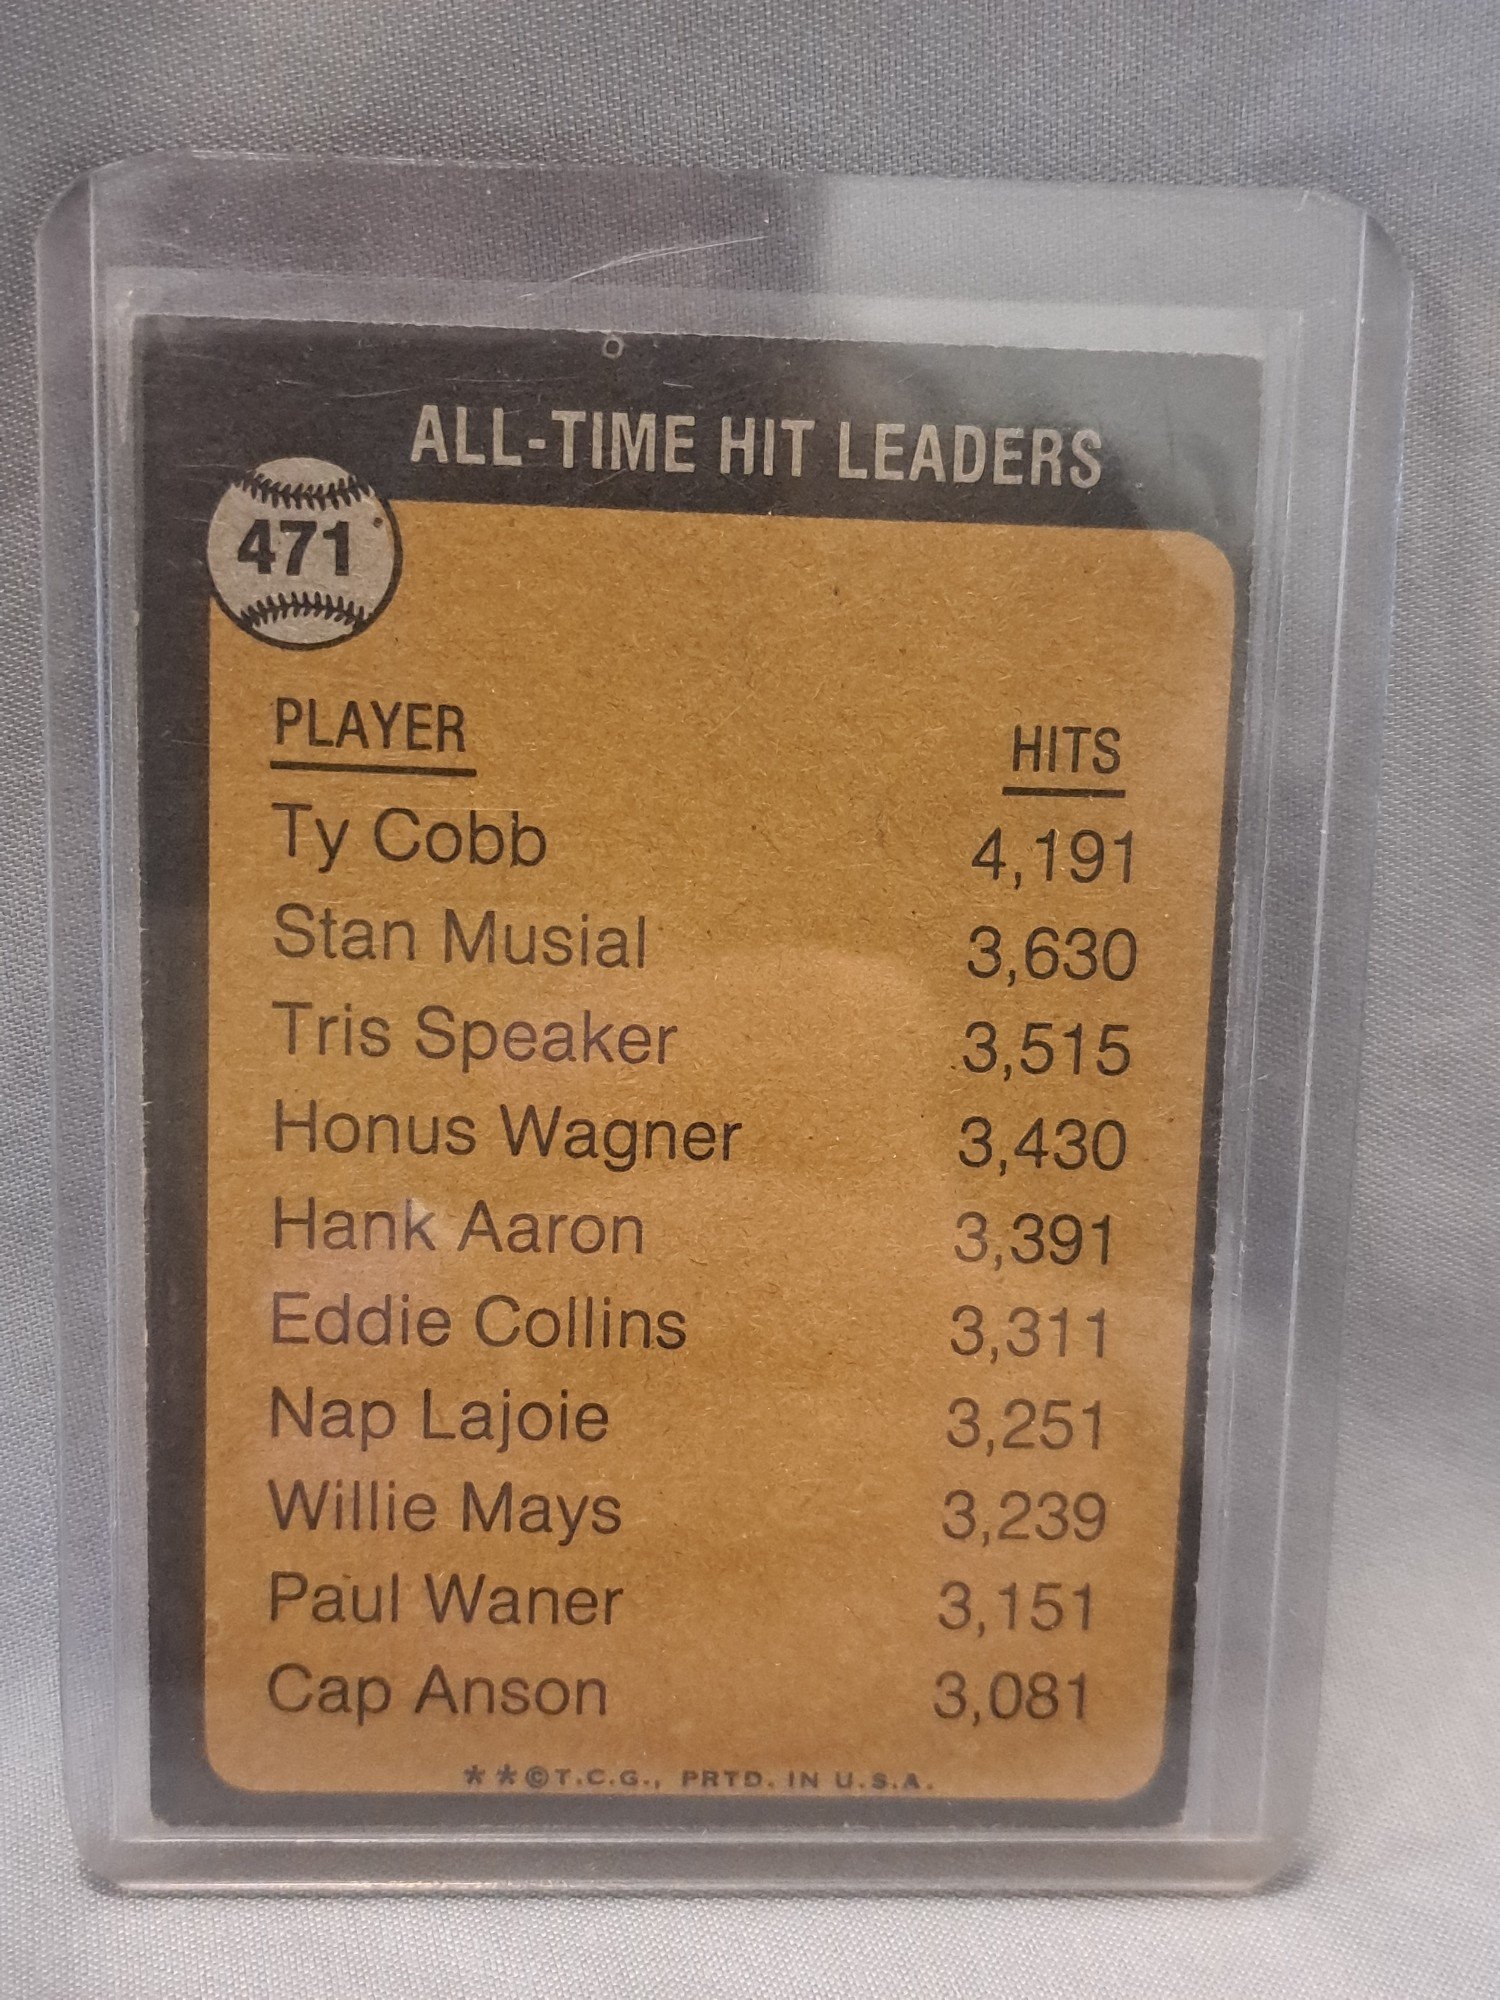 ALL-TIME HIT LEADERS
471
PLAYER HITS
Ty Cobb 4,191
Stan Musial 3,630
Tris Speaker 3,515
Honus Wagner 3,430
Hank Aaron 3,391
Eddie Collins 3,311
Nap Lajoie 3,251
Willie Mays 3,239
Paul Waner 3,151
Cap Anson 3,081
**©T.C.G., PRTD. IN U.S.A.